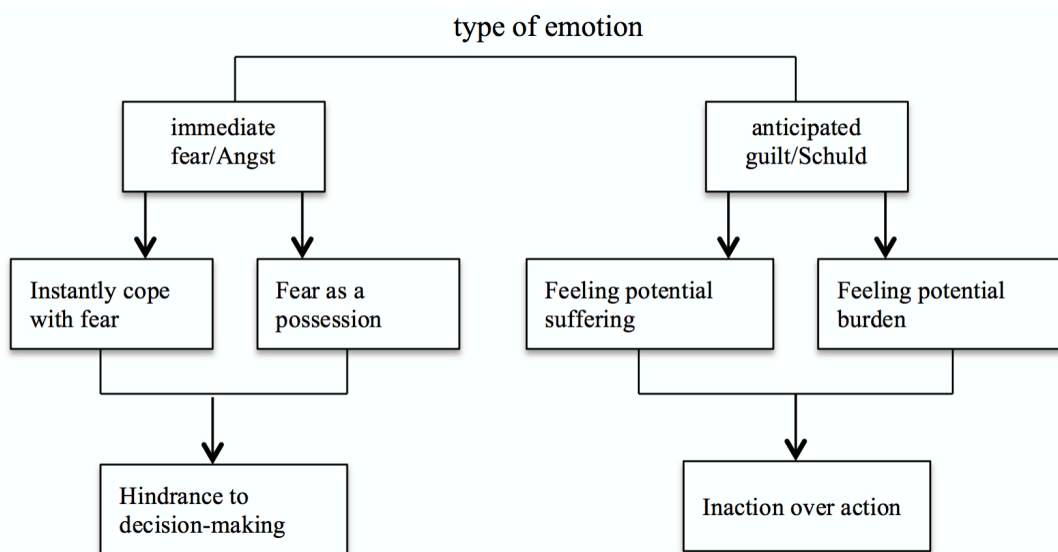 type of emotion
immediate
fear/Angst
anticipated
guilt/Schuld
Instantly cope
with fear
Fear as a
possession
Feeling potential
suffering
Feeling potential
burden
Hindrance to
decision-making
Inaction over action